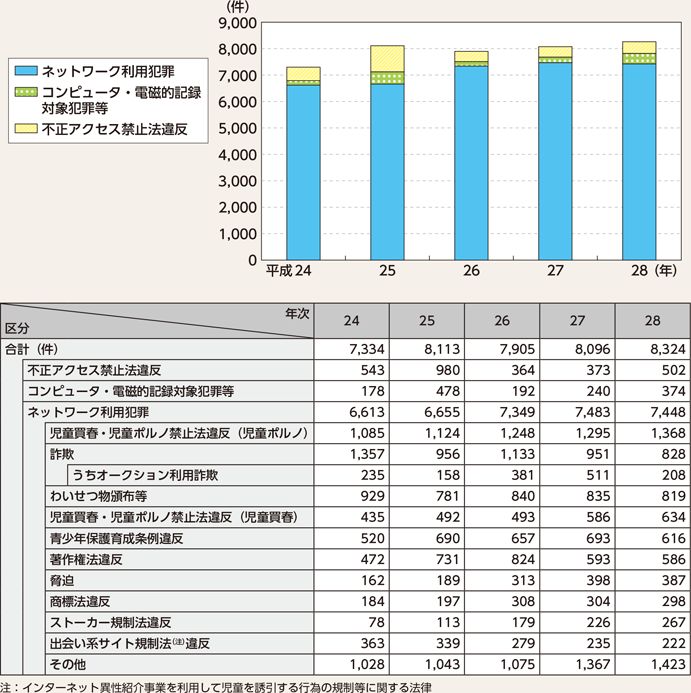 (件)
9,000
8,000
7,000
6,000
5,000
4,000
3,000
2,000
1,000
0
ネットワーク利用犯罪
コンピュータ・電磁的記録
対象犯罪等
不正アクセス禁止法違反
平成24 25 26 27 28（年）
年次
区分 24 25 26 27 28
合計（件） 7,334 8,113 7,905 8,096 8,324
不正アクセス禁止法違反 543 980 364 373 502
コンピュータ・電磁的記録対象犯罪等 178 478 192 240 374
ネットワーク利用犯罪 6,613 6,655 7,349 7,483 7,448
児童買春・児童ポルノ禁止法違反（児童ポルノ） 1,085 1,124 1,248 1,295 1,368
詐欺 1,357 956 1,133 951 828
うちオークション利用詐欺 235 158 381 511 208
わいせつ物頒布等 929 781 840 835 819
児童買春・児童ポルノ禁止法違反（児童買春） 435 492 493 586 634
青少年保護育成条例違反 520 690 657 693 616
著作権法違反 472 731 824 593 586
脅迫 162 189 313 398 387
商標法違反 184 197 308 304 298
ストーカー規制法違反 78 113 179 226 267
出会い系サイト規制法（注）違反 363 339 279 235 222
その他 1,028 1,043 1,075 1,367 1,423
注：インターネット異性紹介事業を利用して児童を誘引する行為の規制等に関する法律